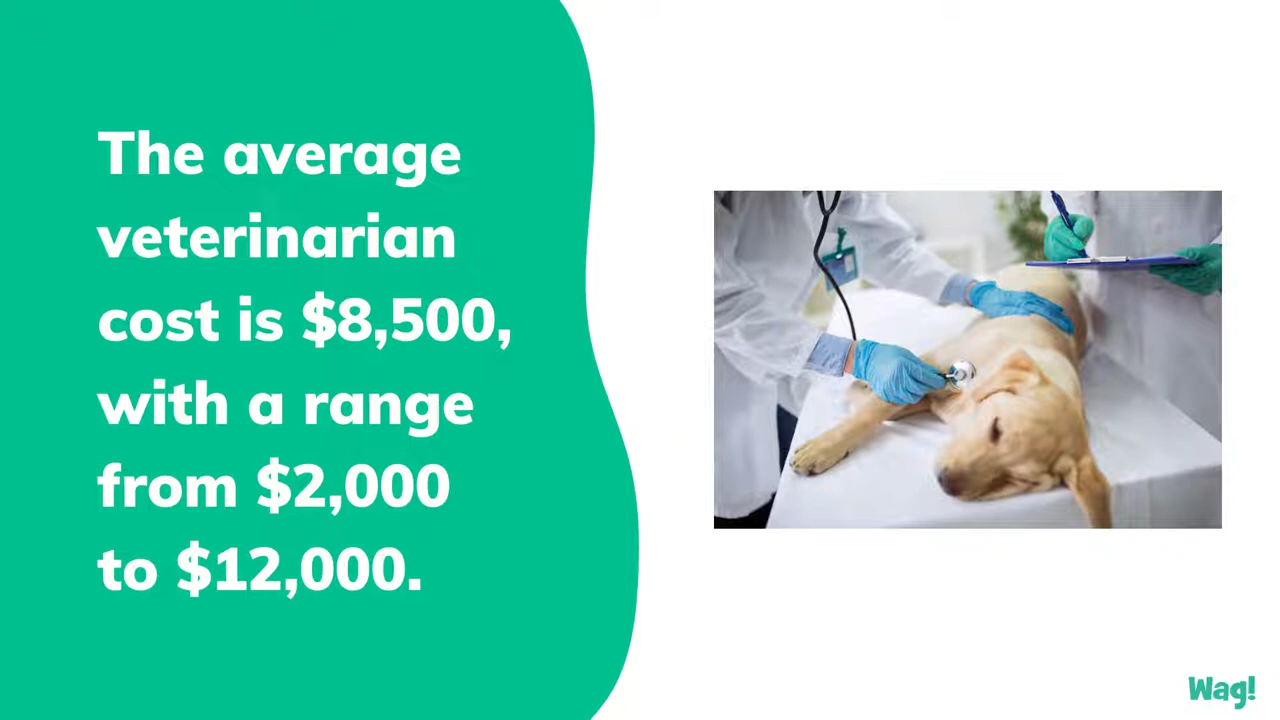 The average
veterinarian
cost is $8,500,
with a range
from $2,000
to $12,000.
Wag!